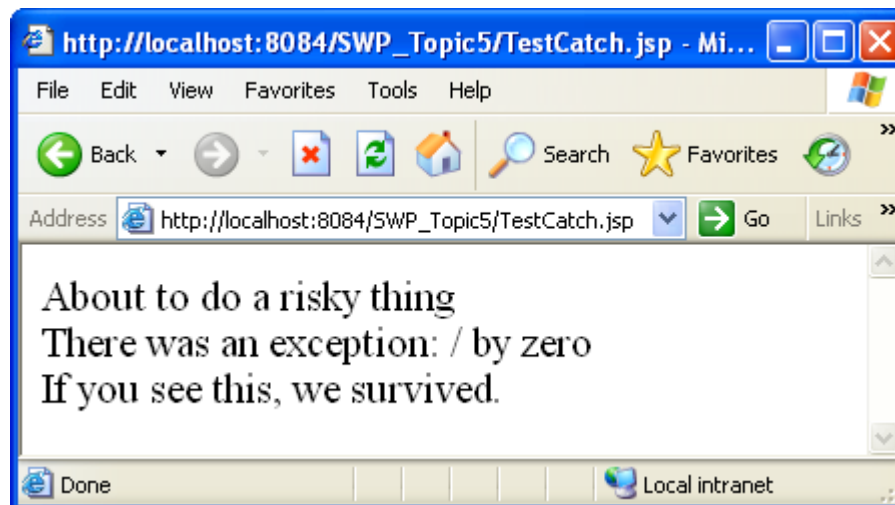 http://localhost:8084/SWP_Topic5/TestCatch.jsp - Mi...
File Edit View Favorites Tools Help
Back Search Favorites »
Address http://localhost:8084/SWP_Topic5/TestCatch.jsp Go Links »
About to do a risky thing
There was an exception: / by zero
If you see this, we survived.
Done Local intranet